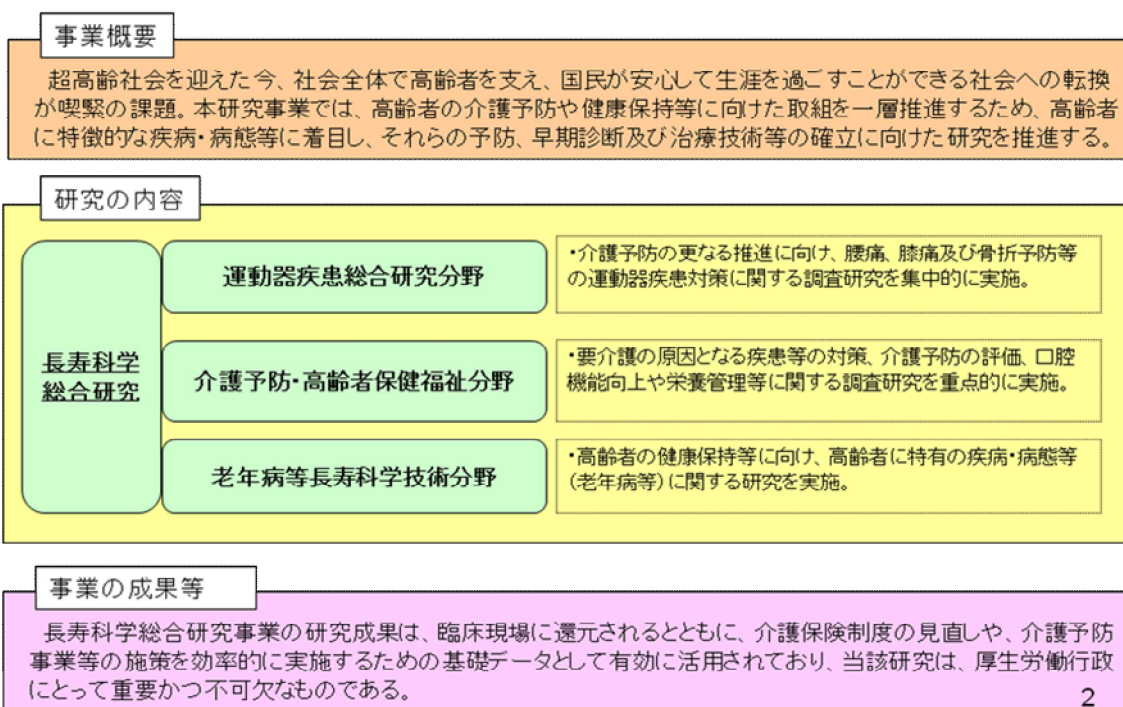 事業概要
超高齢社会を迎えた今、社会全体で高齢者を支え、国民が安心して生涯を過ごすことができる社会への転換
が喫緊の課題。本研究事業では、高齢者の介護予防や健康保持等に向けた取組を一層推進するため、高齢者
に特徴的な疾病・病態等に着目し、それらの予防、早期診断及び治療技術等の確立に向けた研究を推進する。
研究の内容
長寿科学
総合研究
運動器疾患総合研究分野
・介護予防の更なる推進に向け、腰痛、膝痛及び骨折予防等
の運動器疾患対策に関する調査研究を集中的に実施。
介護予防・高齢者保健福祉分野
・要介護の原因となる疾患等の対策、介護予防の評価、口腔
機能向上や栄養管理等に関する調査研究を重点的に実施。
老年病等長寿科学技術分野
・高齢者の健康保持等に向け、高齢者に特有の疾病・病態等
(老年病等)に関する研究を実施。
事業の成果等
長寿科学総合研究事業の研究成果は、臨床現場に還元されるとともに、介護保険制度の見直しや、介護予防
事業等の施策を効率的に実施するための基礎データとして有効に活用されており、当該研究は、厚生労働行政
にとって重要かつ不可欠なものである。
2